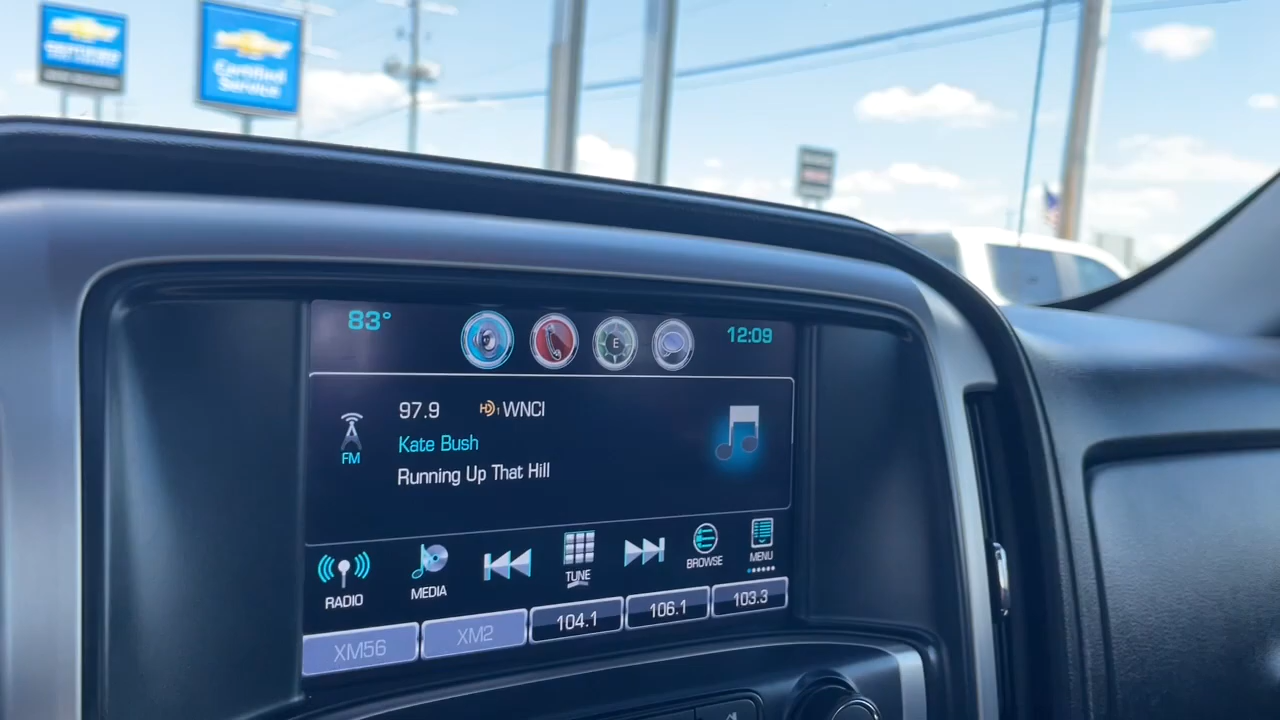 Certified
Service
83°
E
12:09
97.9
HD1 WNCI
FM
Kate Bush
Running Up That Hill
RADIO
MEDIA
TUNE
BROWSE
MENU
XM56
XM2
104.1
106.1
103.3